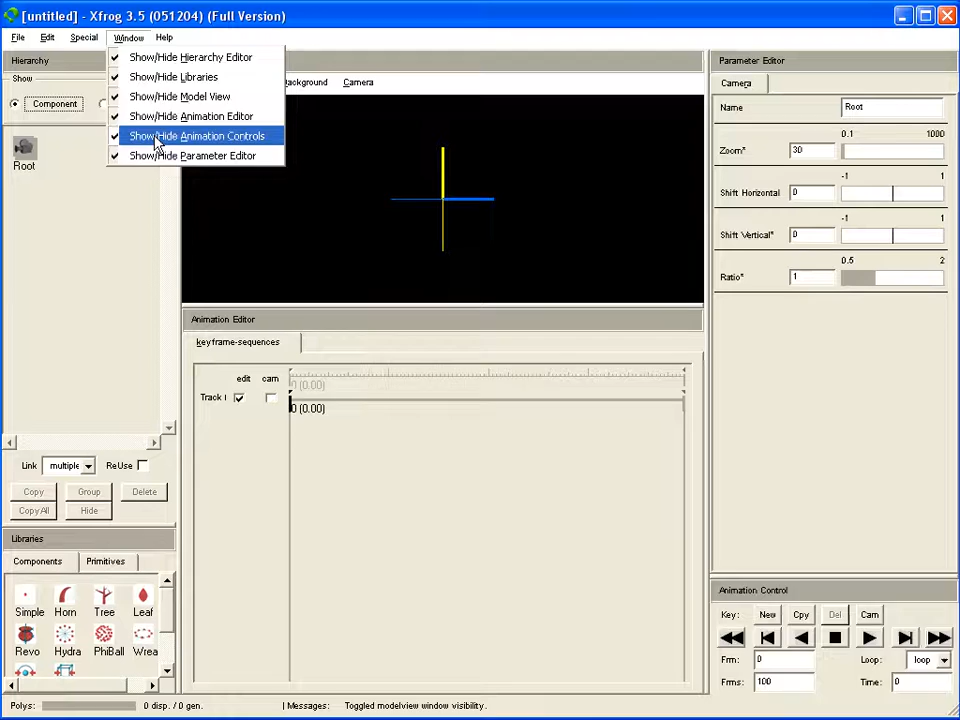 [untitled] - Xfrog 3.5 (051204) (Full Version)
File Edit Special Window Help
Hierarchy
Show
Component
Root
Show/Hide Hierarchy Editor
Show/Hide Libraries
Show/Hide Model View
Show/Hide Animation Editor
Show/Hide Animation Controls
Show/Hide Parameter Editor
ackground Camera
Animation Editor
keyframe-sequences
edit cam
0 (0.00)
Track
0 (0.00)
Link multiple ReUse
Copy Group Delete
Copy All Hide
Libraries
Components Primitives
Simple Horn Tree Leaf
Revo Hydra PhiBall Wrea
Parameter Editor
Camera
Name Root
0.1 1000
Zoom* 30
-1 1
Shift Horizontal 0
-1 1
Shift Vertical* 0
0.5 2
Ratio* 1
Animation Control
Key: New Cpy Del Cam
Frm: 0 Loop: loop
Frms: 100 Time: 0
Polys: 0 disp. / 0 gen. | Messages: Toggled modelview window visibility.